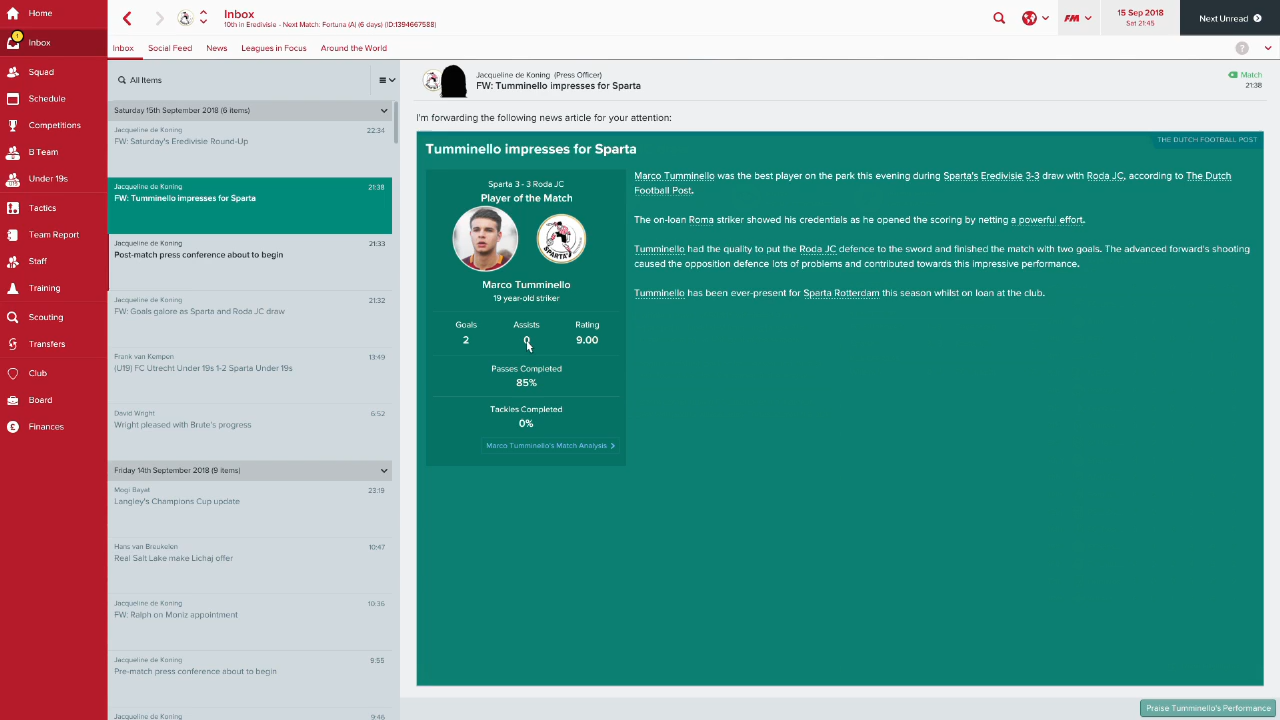 Home
Inbox
1
Squad
Schedule
Competitions
B Team
Under 19s
Tactics
Team Report
Staff
Training
Scouting
Transfers
Club
Board
Finances
Inbox
10th in Eredivisie - Next Match: Fortuna (A) (6 days) (ID:1394667588)
FM
15 Sep 2018
Sat 21:45
Next Unread
Inbox Social Feed News Leagues in Focus Around the World
?
All Items
Saturday 15th September 2018 (6 items)
Jacqueline de Koning 22:34
FW: Saturday's Eredivisie Round-Up
Jacqueline de Koning 21:38
FW: Tumminello impresses for Sparta
Jacqueline de Koning 21:33
Post-match press conference about to begin
Jacqueline de Koning 21:32
FW: Goals galore as Sparta and Roda JC draw
Frank van Kempen 13:49
(U19) FC Utrecht Under 19s 1-2 Sparta Under 19s
David Wright 6:52
Wright pleased with Brute's progress
Friday 14th September 2018 (9 items)
Mogi Bayat 23:19
Langley's Champions Cup update
Hans van Breukelen 10:47
Real Salt Lake make Lichaj offer
Jacqueline de Koning 10:36
FW: Ralph on Moniz appointment
Jacqueline de Koning 9:55
Pre-match press conference about to begin
Jacqueline de Koning 9:46
Jacqueline de Koning (Press Officer)
FW: Tumminello impresses for Sparta
Match
21:38
I'm forwarding the following news article for your attention:
THE DUTCH FOOTBALL POST
Tumminello impresses for Sparta
Sparta 3 - 3 Roda JC
Player of the Match
SPARTA
Marco Tumminello
19 year-old striker
Goals Assists Rating
2 0 9.00
Passes Completed
85%
Tackles Completed
0%
Marco Tumminello's Match Analysis
Marco Tumminello was the best player on the park this evening during Sparta's Eredivisie 3-3 draw with Roda JC, according to The Dutch
Football Post.
The on-loan Roma striker showed his credentials as he opened the scoring by netting a powerful effort.
Tumminello had the quality to put the Roda JC defence to the sword and finished the match with two goals. The advanced forward's shooting
caused the opposition defence lots of problems and contributed towards this impressive performance.
Tumminello has been ever-present for Sparta Rotterdam this season whilst on loan at the club.
Praise Tumminello's Performance